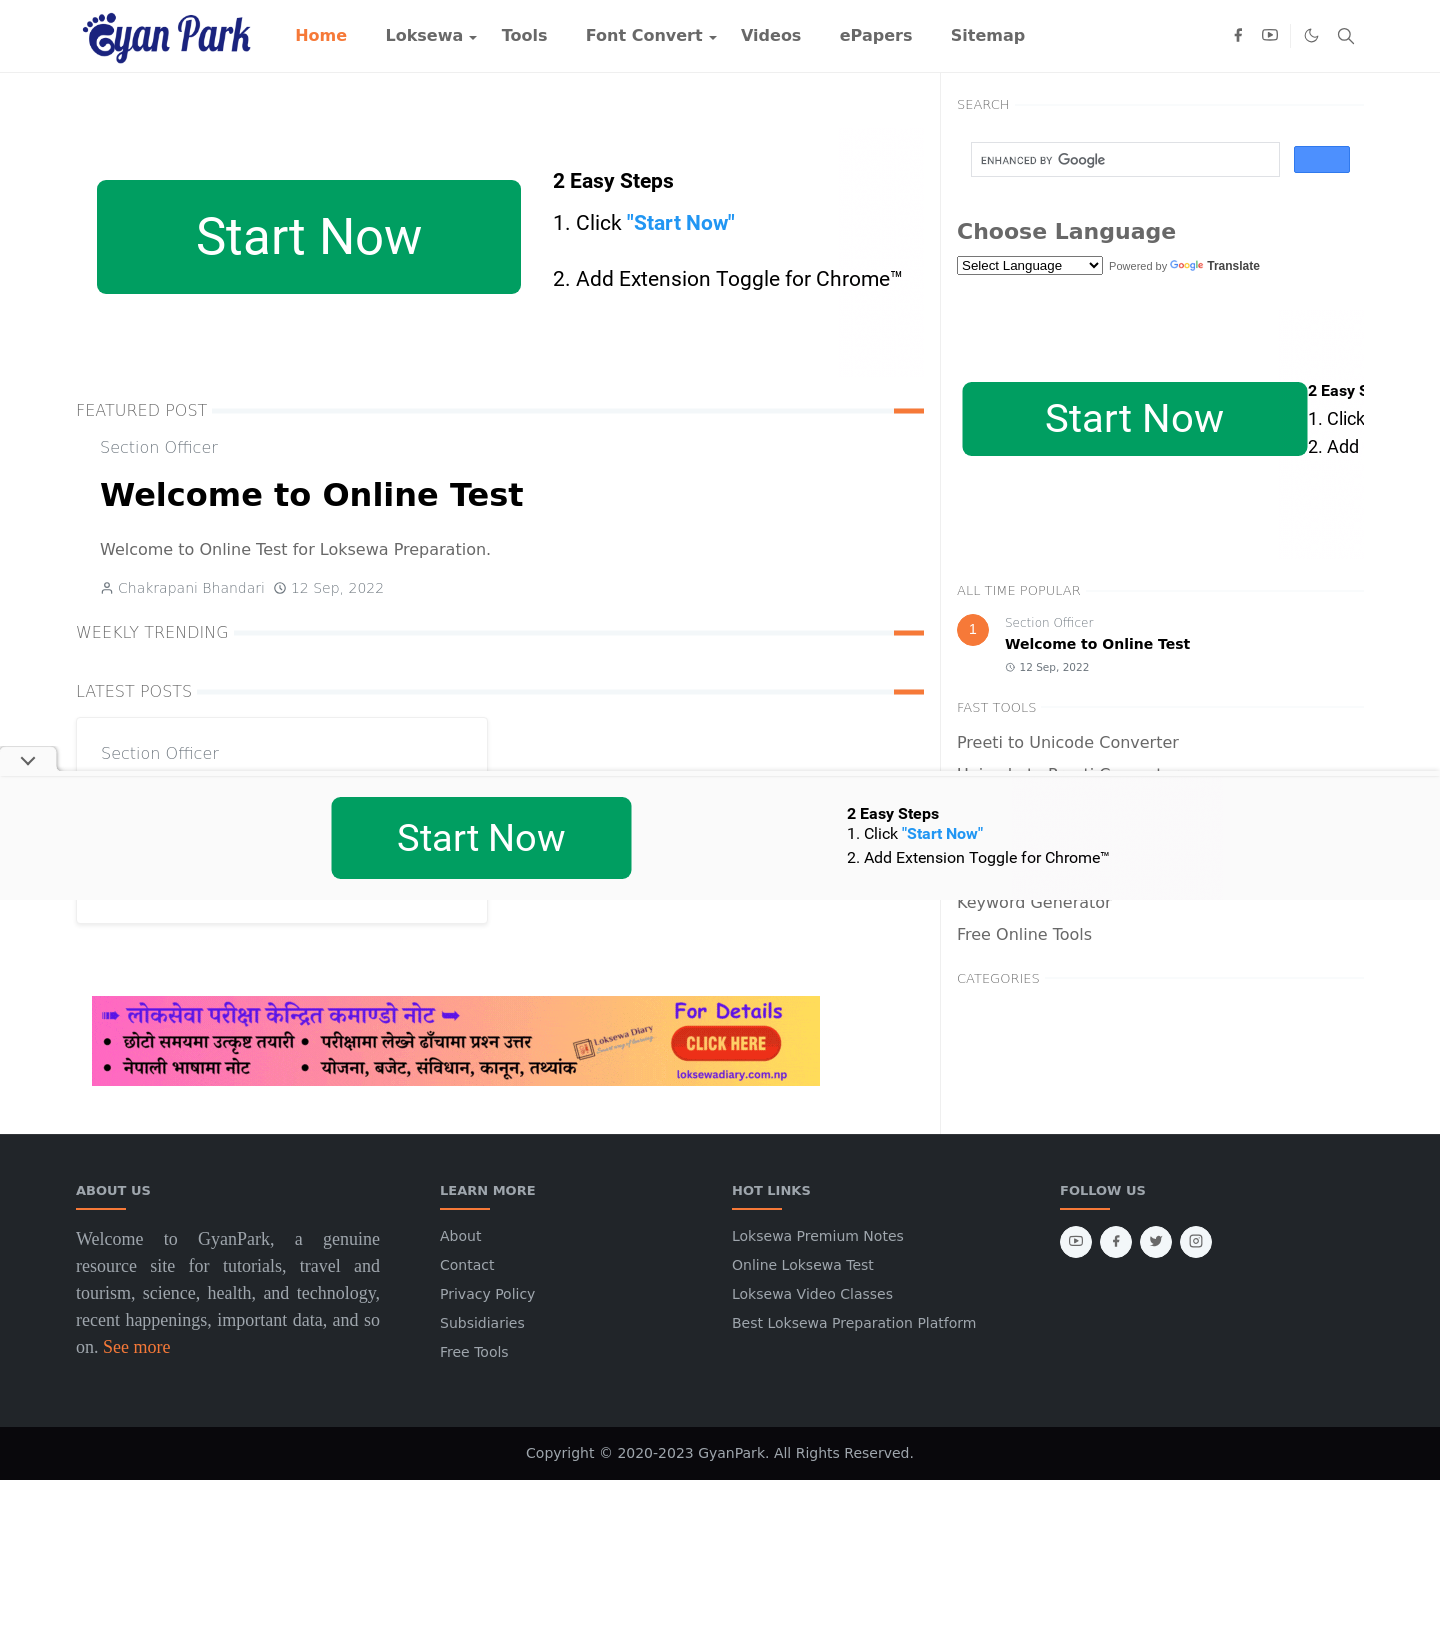 Gyan Park
Home Loksewa Tools Font Convert Videos ePapers Sitemap
2 Easy Steps
Start Now
1. Click "Start Now"
2. Add Extension Toggle for Chrome™
FEATURED POST
Section Officer
Welcome to Online Test
Welcome to Online Test for Loksewa Preparation.
Chakrapani Bhandari 12 Sep, 2022
WEEKLY TRENDING
LATEST POSTS
Section Officer
SEARCH
ENHANCED BY Google
Choose Language
Select Language Powered by Google Translate
Start Now
2 Easy S
1. Click
2. Add
ALL TIME POPULAR
1
Section Officer
Welcome to Online Test
12 Sep, 2022
FAST TOOLS
Preeti to Unicode Converter
Start Now
2 Easy Steps
1. Click "Start Now"
2. Add Extension Toggle for Chrome™
Keyword Generator
Free Online Tools
CATEGORIES
लोकसेवा परीक्षा केन्द्रित कमाण्डो नोट
• छोटो समयमा उत्कृष्ट तयारी • परीक्षामा लेख्ने ढाँचामा प्रश्न उत्तर
• नेपाली भाषामा नोट • योजना, बजेट, संविधान, कानून, तथ्यांक
Loksewa Diary
For Details
CLICK HERE
loksewadiary.com.np
ABOUT US
Welcome to GyanPark, a genuine
resource site for tutorials, travel and
tourism, science, health, and technology,
recent happenings, important data, and so
on. See more
LEARN MORE
About
Contact
Privacy Policy
Subsidiaries
Free Tools
HOT LINKS
Loksewa Premium Notes
Online Loksewa Test
Loksewa Video Classes
Best Loksewa Preparation Platform
FOLLOW US
Copyright © 2020-2023 GyanPark. All Rights Reserved.